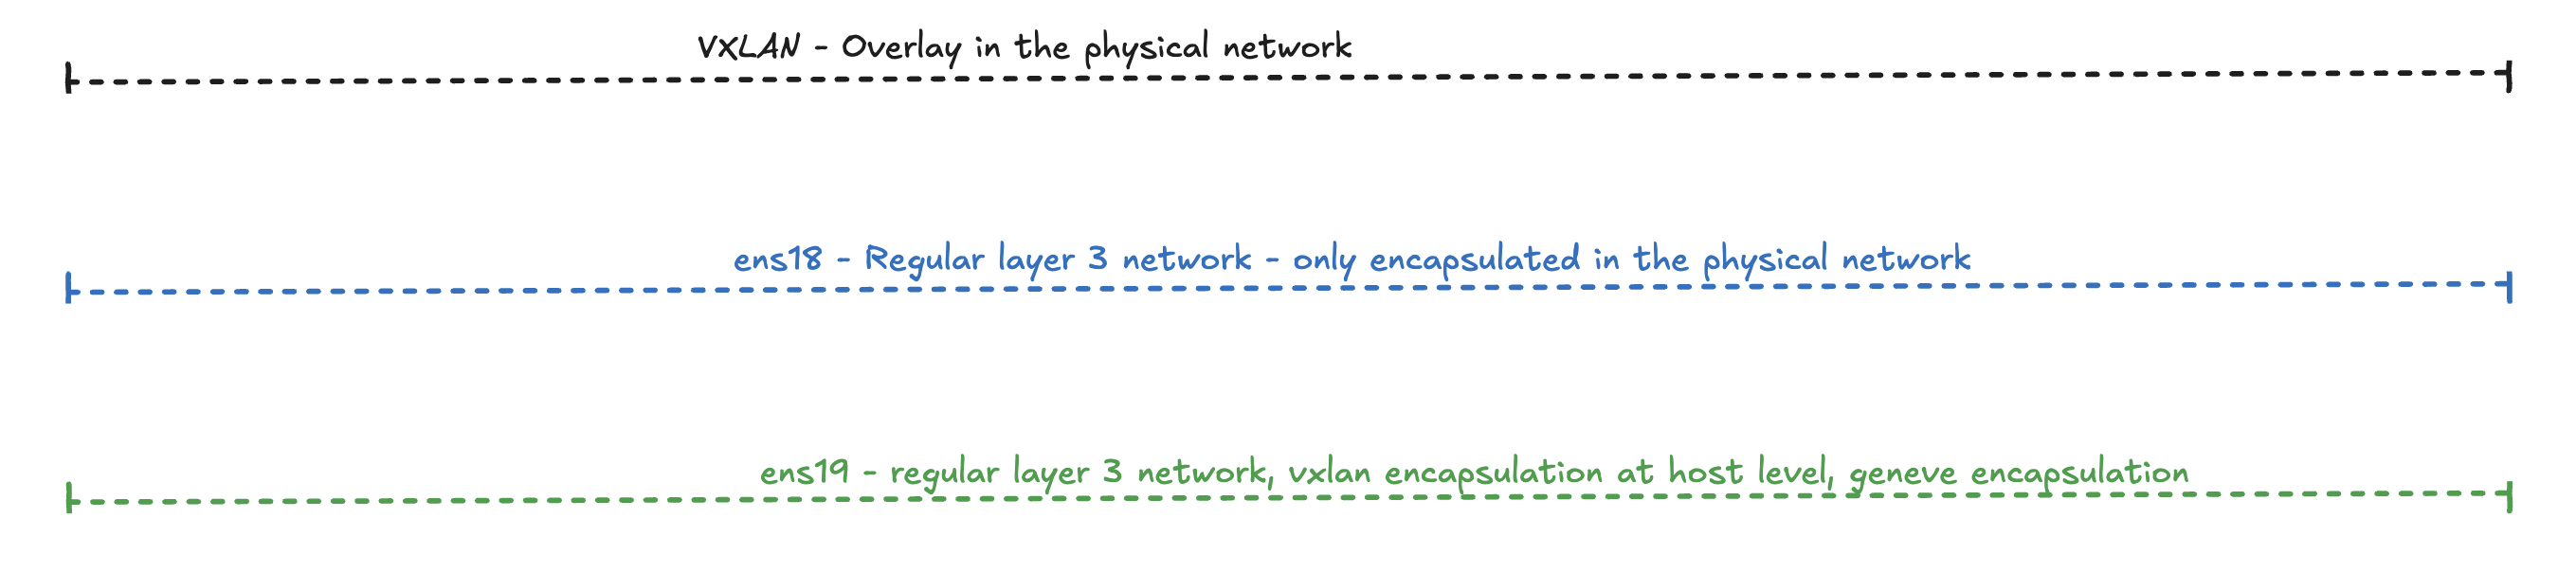 VXLAN - Overlay in the physical network
ens18 - Regular layer 3 network - only encapsulated in the physical network
ens19 - regular layer 3 network, vxlan encapsulation at host level, geneve encapsulation